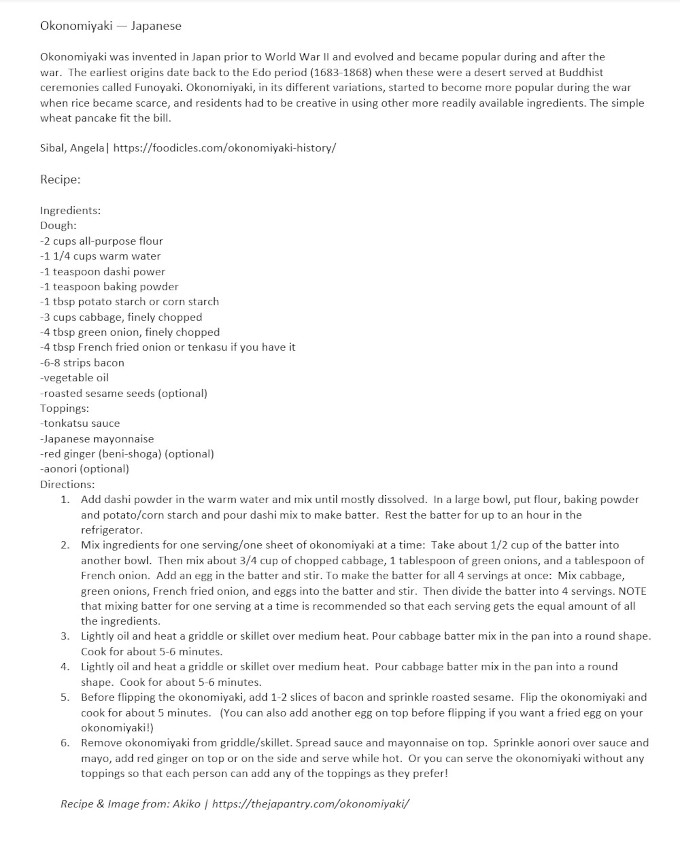 Okonomiyaki — Japanese
Okonomiyaki was invented in Japan prior to World War II and evolved and became popular during and after the
war.  The earliest origins date back to the Edo period (1683-1868) when these were a desert served at Buddhist
ceremonies called Funoyaki. Okonomiyaki, in its different variations, started to become more popular during the war
when rice became scarce, and residents had to be creative in using other more readily available ingredients. The simple
wheat pancake fit the bill.
Sibal, Angela| https://foodicles.com/okonomiyaki-history/
Recipe:
Ingredients:
Dough:
-2 cups all-purpose flour
-1 1/4 cups warm water
-1 teaspoon dashi power
-1 teaspoon baking powder
-1 tbsp potato starch or corn starch
-3 cups cabbage, finely chopped
-4 tbsp green onion, finely chopped
-4 tbsp French fried onion or tenkasu if you have it
-6-8 strips bacon
-vegetable oil
-roasted sesame seeds (optional)
Toppings:
-tonkatsu sauce
-Japanese mayonnaise
-red ginger (beni-shoga) (optional)
-aonori (optional)
Directions:
1. Add dashi powder in the warm water and mix until mostly dissolved.  In a large bowl, put flour, baking powder
and potato/corn starch and pour dashi mix to make batter.  Rest the batter for up to an hour in the
refrigerator.
2. Mix ingredients for one serving/one sheet of okonomiyaki at a time:  Take about 1/2 cup of the batter into
another bowl.  Then mix about 3/4 cup of chopped cabbage, 1 tablespoon of green onions, and a tablespoon of
French onion.  Add an egg in the batter and stir. To make the batter for all 4 servings at once:  Mix cabbage,
green onions, French fried onion, and eggs into the batter and stir.  Then divide the batter into 4 servings. NOTE
that mixing batter for one serving at a time is recommended so that each serving gets the equal amount of all
the ingredients.
3. Lightly oil and heat a griddle or skillet over medium heat. Pour cabbage batter mix in the pan into a round shape.
Cook for about 5-6 minutes.
4. Lightly oil and heat a griddle or skillet over medium heat.  Pour cabbage batter mix in the pan into a round
shape.  Cook for about 5-6 minutes.
5. Before flipping the okonomiyaki, add 1-2 slices of bacon and sprinkle roasted sesame.  Flip the okonomiyaki and
cook for about 5 minutes.   (You can also add another egg on top before flipping if you want a fried egg on your
okonomiyaki!)
6. Remove okonomiyaki from griddle/skillet. Spread sauce and mayonnaise on top.  Sprinkle aonori over sauce and
mayo, add red ginger on top or on the side and serve while hot.  Or you can serve the okonomiyaki without any
toppings so that each person can add any of the toppings as they prefer!
Recipe & Image from: Akiko | https://thejapantry.com/okonomiyaki/